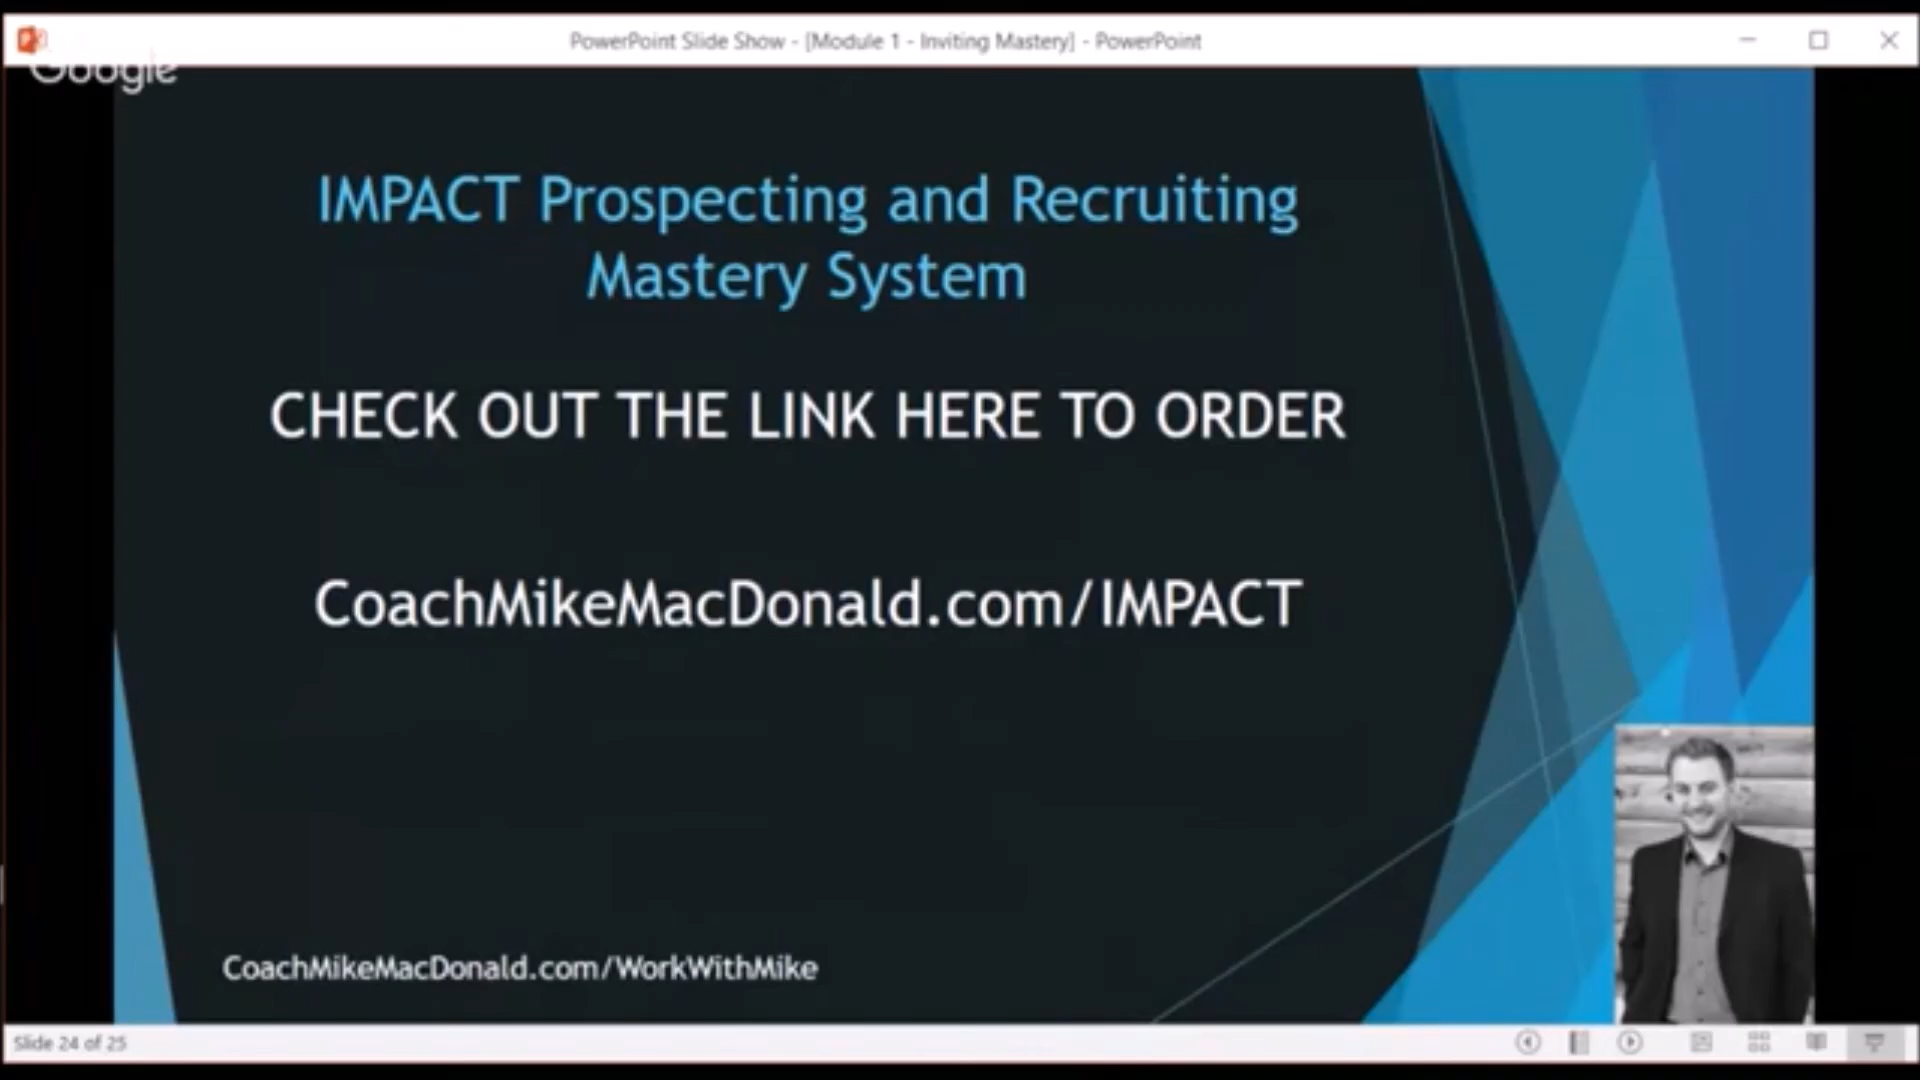 PowerPoint Slide Show - [Module 1 - Inviting Mastery] - PowerPoint
Google
IMPACT Prospecting and Recruiting
Mastery System
CHECK OUT THE LINK HERE TO ORDER
CoachMikeMacDonald.com/IMPACT
CoachMikeMacDonald.com/WorkWithMike
Slide 24 of 25